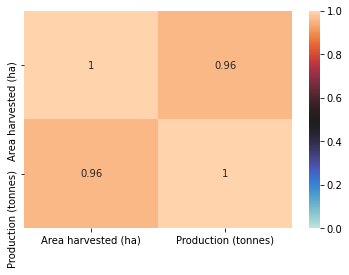 Area harvested (ha)
Production (tonnes)
1
0.96
0.96
1
Area harvested (ha)
Production (tonnes)
1.0
0.8
0.6
0.4
0.2
0.0